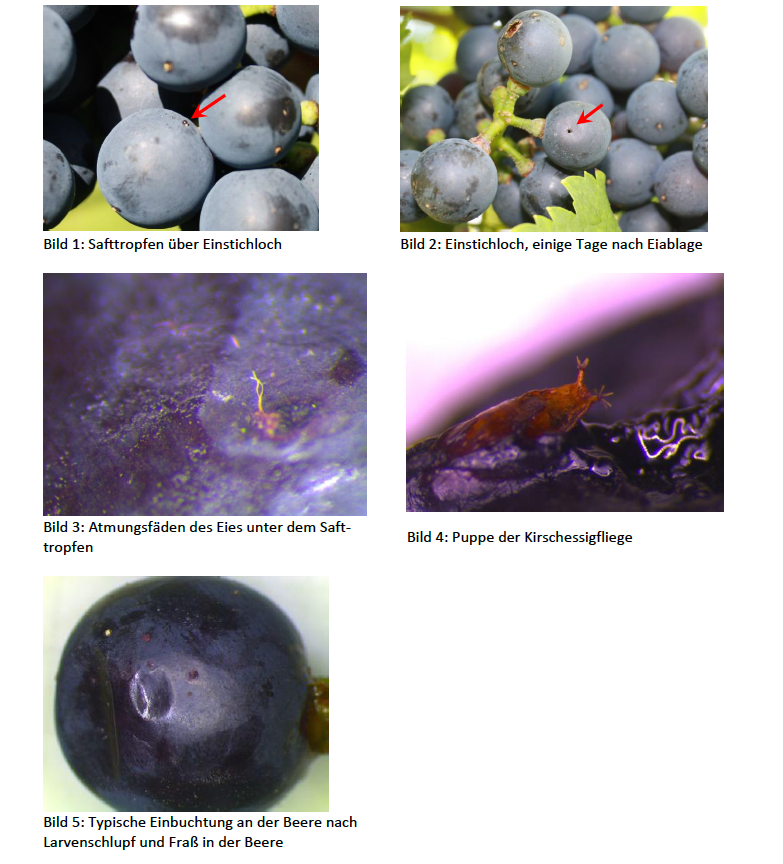 Bild 1: Safttropfen über Einstichloch
Bild 2: Einstichloch, einige Tage nach Eiablage
Bild 3: Atmungsfäden des Eies unter dem Saft-
tropfen
Bild 4: Puppe der Kirschessigfliege
Bild 5: Typische Einbuchtung an der Beere nach
Larvenschlupf und Fraß in der Beere